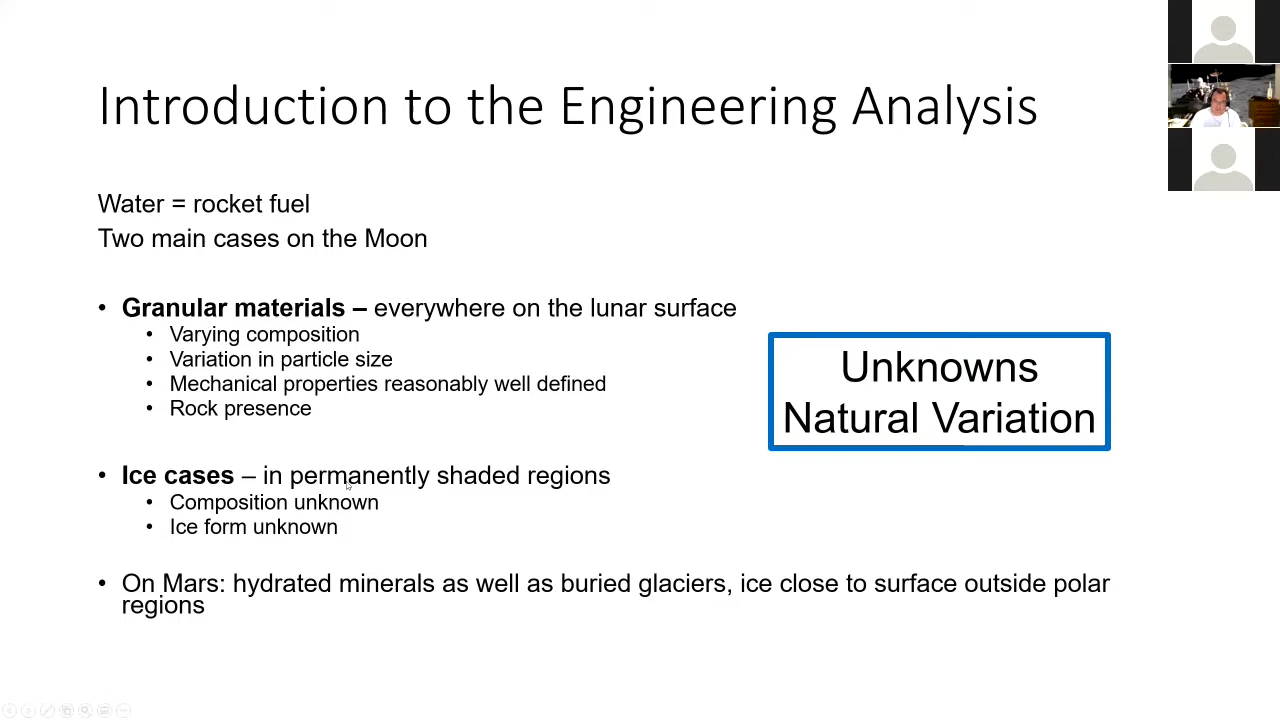 Introduction to the Engineering Analysis
Water = rocket fuel
Two main cases on the Moon
• Granular materials – everywhere on the lunar surface
• Varying composition
• Variation in particle size
• Mechanical properties reasonably well defined
• Rock presence
Unknowns
Natural Variation
• Ice cases – in permanently shaded regions
• Composition unknown
• Ice form unknown
• On Mars: hydrated minerals as well as buried glaciers, ice close to surface outside polar
regions